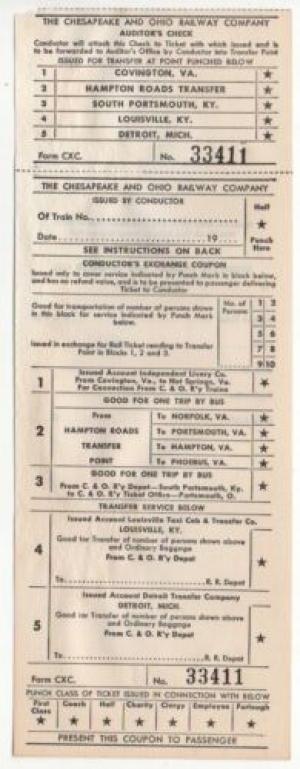 THE CHESAPEAKE AND OHIO RAILWAY COMPANY
AUDITOR'S CHECK
Conductor will attach this Check to Ticket with which issued and is
to be forwarded to Auditor's Office by Conductor into Transfer Point
ISSUED FOR TRANSFER AT POINT PUNCHED BELOW
1 COVINGTON, VA. ★
2 HAMPTON ROADS TRANSFER ★
3 SOUTH PORTSMOUTH, KY. ★
4 LOUISVILLE, KY. ★
5 DETROIT, MICH. ★
Form CXC. No. 33411
THE CHESAPEAKE AND OHIO RAILWAY COMPANY
ISSUED BY CONDUCTOR
Of Train No.
Date 19
Half
★
Punch
Here
SEE INSTRUCTIONS ON BACK
CONDUCTOR'S EXCHANGE COUPON
Issued only to cover service indicated by Punch Mark in block below,
and has no refund value, and is to be presented to passenger delivering
Ticket to Conductor
Good for transportation of number of persons shown
in this block for service indicated by Punch Mark
below.
Issued in exchange for Rail Ticket reading to Transfer
Point in Blocks 1, 2 and 3.
No. of
Persons
1 2
3 4
5 6
7 8
9 10
1
Issued Account Independent Livery Co.
From Covington, Va., to Hot Springs, Va.
For Connection From C. & O. R'y Trains
★
GOOD FOR ONE TRIP BY BUS
2
From
HAMPTON ROADS
TRANSFER
POINT
To NORFOLK, VA. ★
To PORTSMOUTH, VA. ★
To HAMPTON, VA. ★
To PHOEBUS, VA. ★
3
GOOD FOR ONE TRIP BY BUS
From C. & O. R'y Depot—South Portsmouth, Ky.
to C. & O. R'y Ticket Office—Portsmouth, O.
★
TRANSFER SERVICE BELOW
4
Issued Account Louisville Taxi Cab & Transfer Co.
LOUISVILLE, KY.
Good for Transfer of number of persons shown above
and Ordinary Baggage
From C. & O. R'y Depot
To R. R. Depot
★
5
Issued Account Detroit Transfer Company
DETROIT, MICH.
Good for Transfer of number of persons shown above
and Ordinary Baggage
From C. & O. R'y Depot
To R. R. Depot
★
Form CXC. No. 33411
PUNCH CLASS OF TICKET ISSUED IN CONNECTION WITH BELOW
First Class Coach Half Charity Clergy Employee Furlough
★ ★ ★ ★ ★ ★ ★
PRESENT THIS COUPON TO PASSENGER